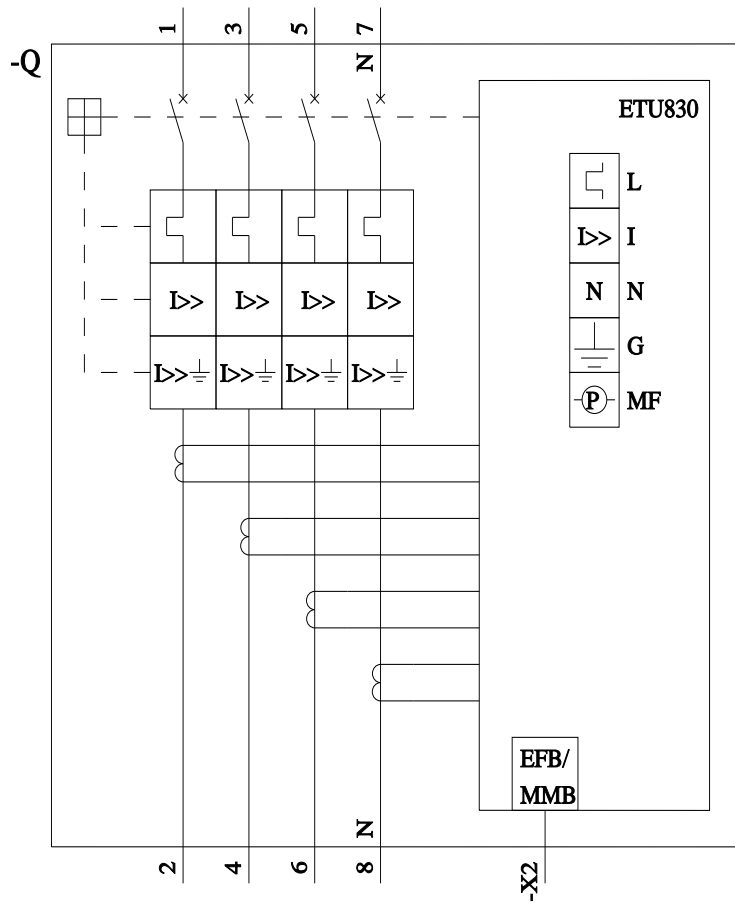 1 3 5 7
-Q N
ETU830
L
I>> I
N N
G
P MF
I>> I>> I>> I>>
I>> I>> I>> I>>
EFB/
MMB
N
2 4 6 8 -X2